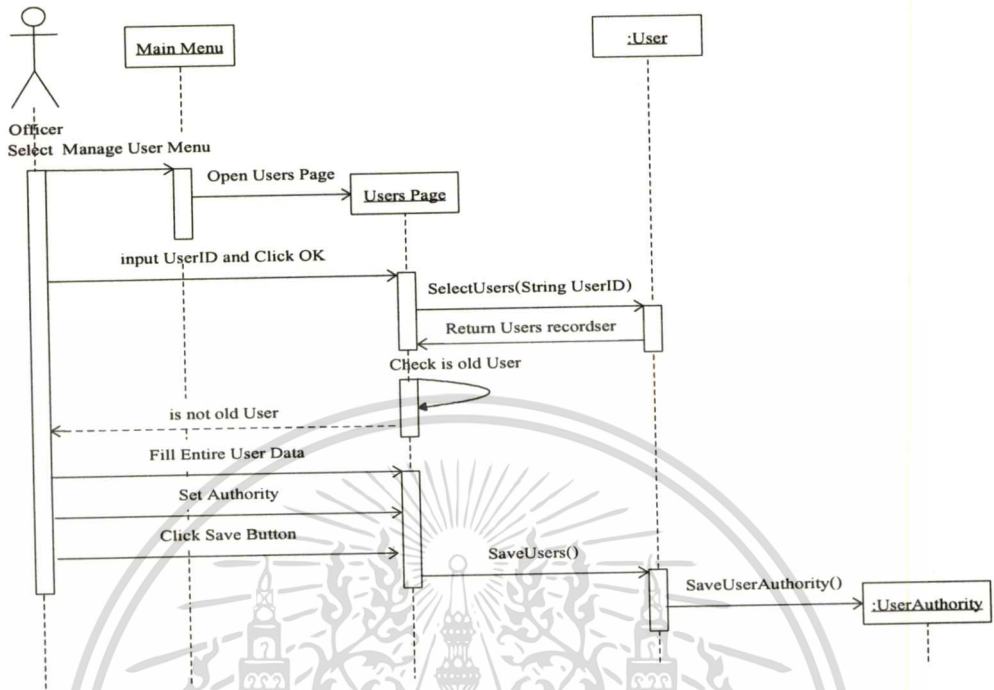 Main Menu
:User
Officer
Select Manage User Menu
Open Users Page
Users Page
input UserID and Click OK
SelectUsers(String UserID)
Return Users recordser
Check is old User
is not old User
Fill Entire User Data
Set Authority
Click Save Button
SaveUsers()
SaveUserAuthority()
:UserAuthority